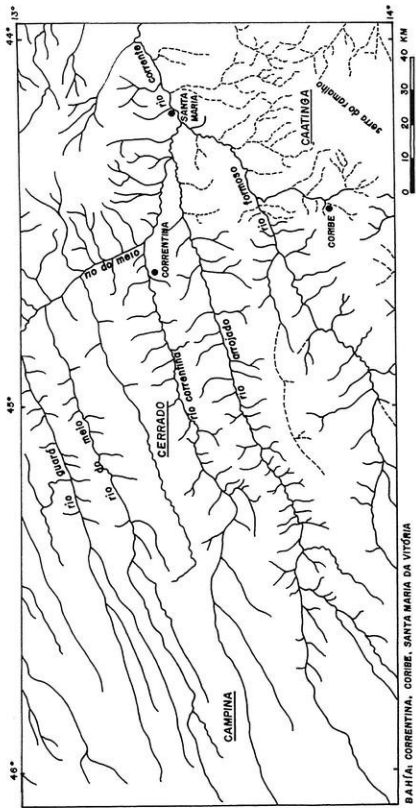 46°
45°
44°
13°
14°
rio guará
rio do meio
rio do meio
CERRADO
CAMPINA
CORRENTINA
rio correntina
rio arrojado
rio formoso
rio corrente
SANTA
MARIA
CAATINGA
serra do ramalho
CORIBE
0 10 20 30 40 KM
BAHÍA: CORRENTINA, CORIBE, SANTA MARIA DA VITÓRIA